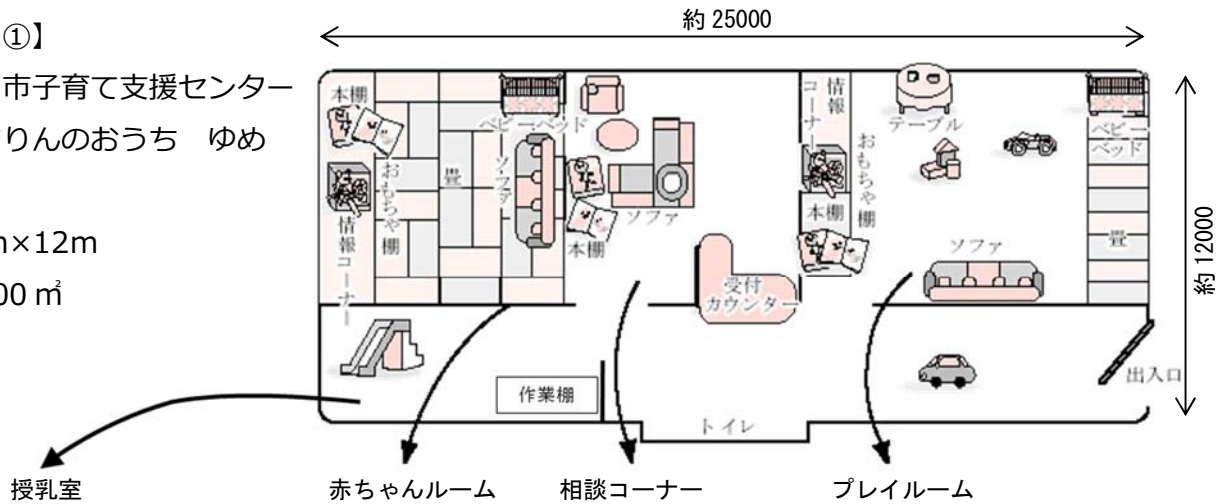 ①】
市子育て支援センター
りんのおうち　ゆめ
m×12m
00 ㎡
約 25000
約 12000
本棚
おもちゃ棚
情報コーナー
畳
ベビーベッド
ソファ
本棚
ソファ
受付
カウンター
情報コーナー
おもちゃ棚
本棚
テーブル
ソファ
ベビー
ベッド
畳
出入口
作業棚
トイレ
授乳室
赤ちゃんルーム
相談コーナー
プレイルーム